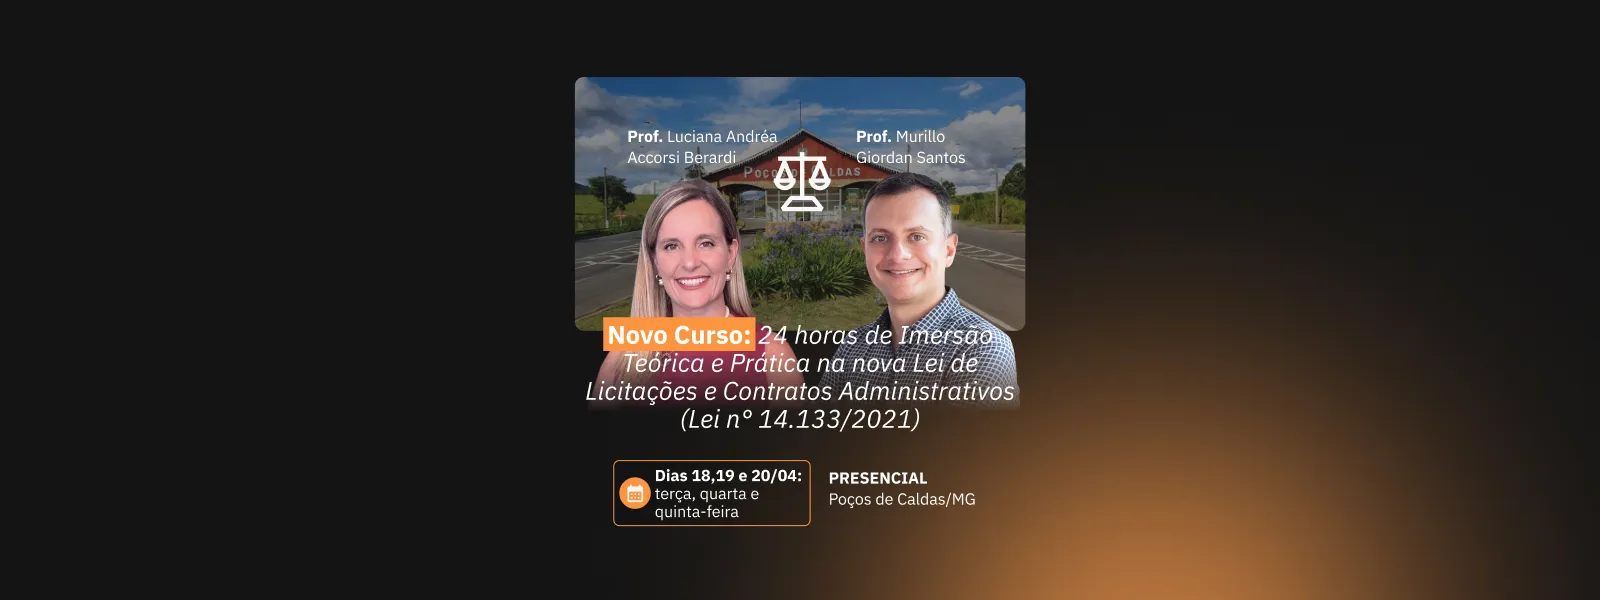 Prof. Luciana Andréa
Accorsi Berardi
Prof. Murillo
Giordan Santos
Novo Curso: 24 horas de Imersão
Teórica e Prática na nova Lei de
Licitações e Contratos Administrativos
(Lei nº 14.133/2021)
Dias 18,19 e 20/04:
terça, quarta e
quinta-feira
PRESENCIAL
Poços de Caldas/MG